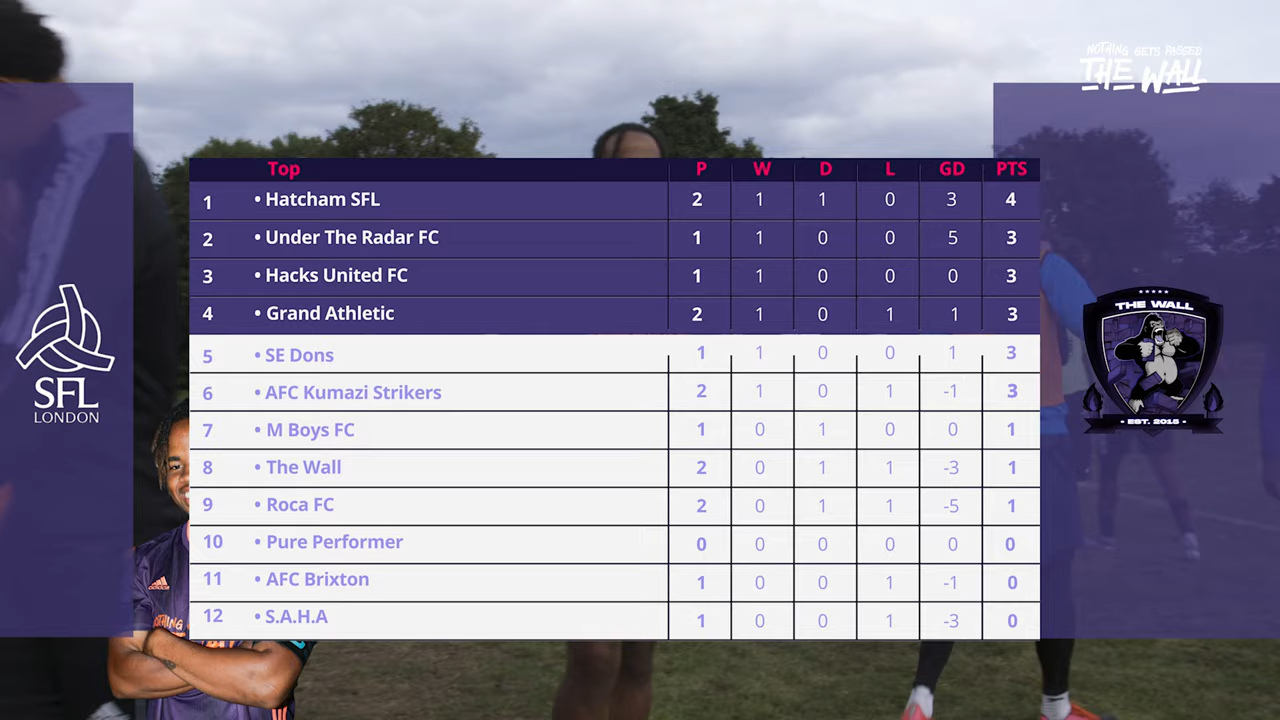 NOTHING GETS PASSED
THE WALL
Top P W D L GD PTS
1 • Hatcham SFL 2 1 1 0 3 4
2 • Under The Radar FC 1 1 0 0 5 3
3 • Hacks United FC 1 1 0 0 0 3
4 • Grand Athletic 2 1 0 1 1 3
5 • SE Dons 1 1 0 0 1 3
6 • AFC Kumazi Strikers 2 1 0 1 -1 3
7 • M Boys FC 1 0 1 0 0 1
8 • The Wall 2 0 1 1 -3 1
9 • Roca FC 2 0 1 1 -5 1
10 • Pure Performer 0 0 0 0 0 0
11 • AFC Brixton 1 0 0 1 -1 0
12 • S.A.H.A 1 0 0 1 -3 0
SFL
LONDON
THE WALL
- EST. 2015 -
adidas